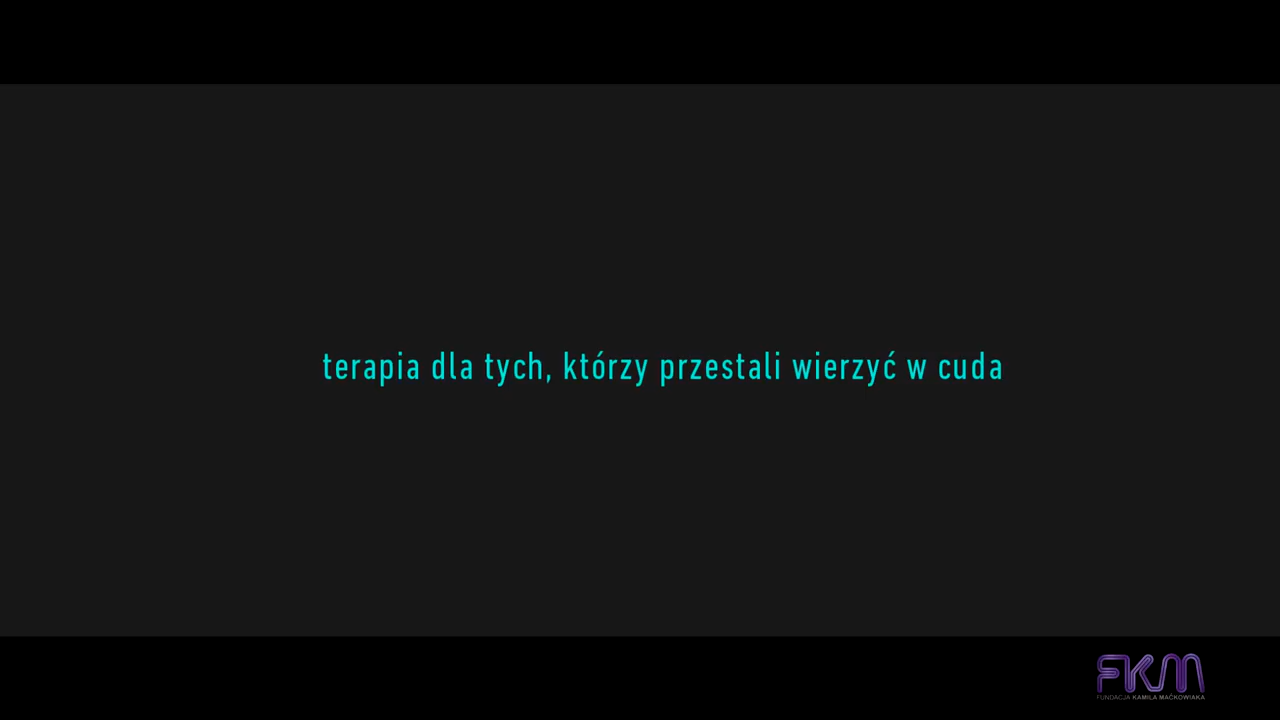 terapia dla tych, którzy przestali wierzyć w cuda
FKM
FUNDACJA KAMILA MAĆKOWIAKA